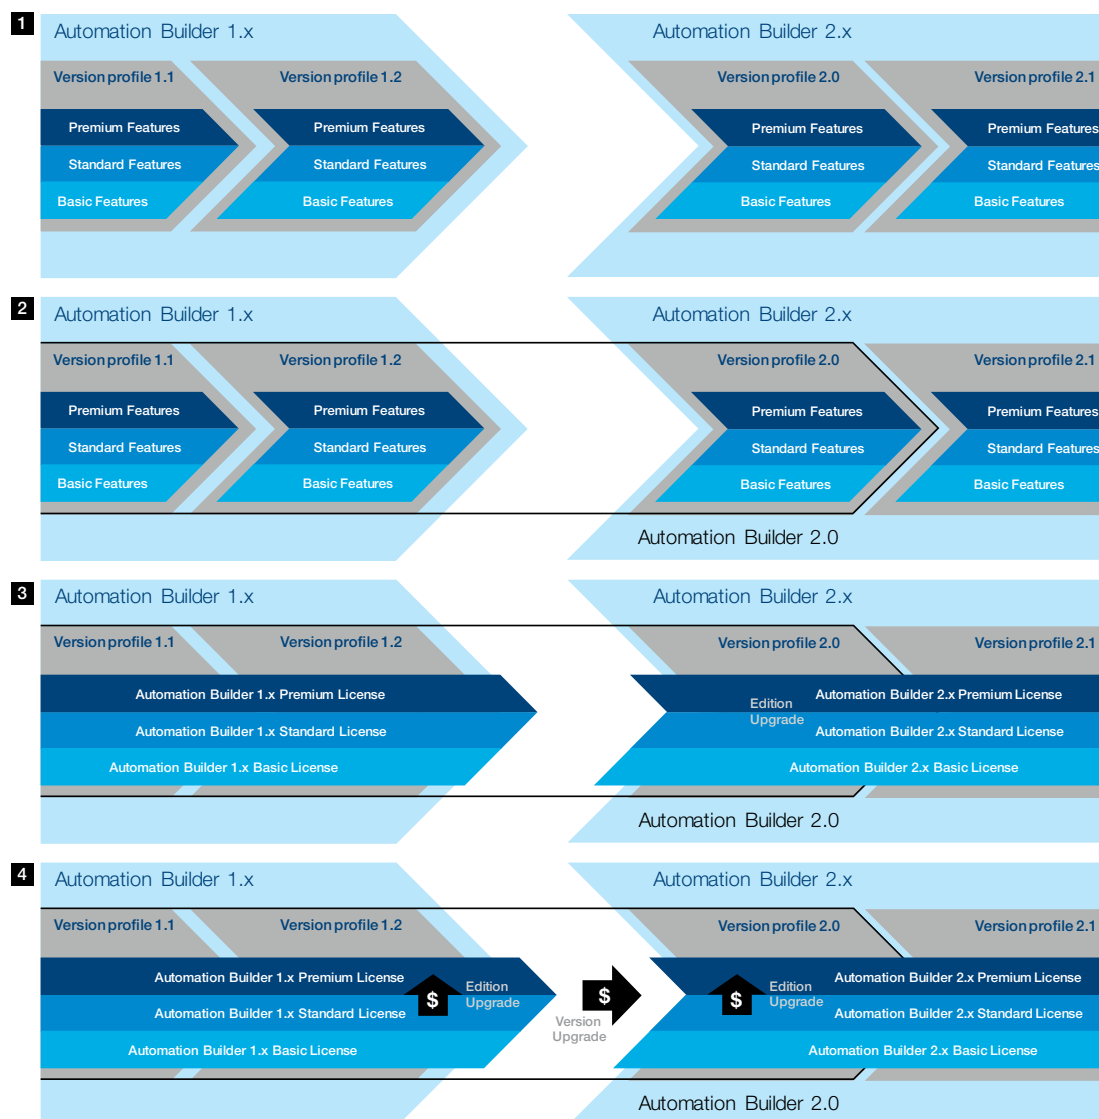 1
Automation Builder 1.x
Automation Builder 2.x
Version profile 1.1
Version profile 1.2
Version profile 2.0
Version profile 2.1
Premium Features
Premium Features
Premium Features
Premium Features
Standard Features
Standard Features
Standard Features
Standard Features
Basic Features
Basic Features
Basic Features
Basic Features
2
Automation Builder 1.x
Automation Builder 2.x
Version profile 1.1
Version profile 1.2
Version profile 2.0
Version profile 2.1
Premium Features
Premium Features
Premium Features
Premium Features
Standard Features
Standard Features
Standard Features
Standard Features
Basic Features
Basic Features
Basic Features
Basic Features
Automation Builder 2.0
3
Automation Builder 1.x
Automation Builder 2.x
Version profile 1.1
Version profile 1.2
Version profile 2.0
Version profile 2.1
Automation Builder 1.x Premium License
Automation Builder 2.x Premium License
Edition
Upgrade
Automation Builder 1.x Standard License
Automation Builder 2.x Standard License
Automation Builder 1.x Basic License
Automation Builder 2.x Basic License
Automation Builder 2.0
4
Automation Builder 1.x
Automation Builder 2.x
Version profile 1.1
Version profile 1.2
Version profile 2.0
Version profile 2.1
Automation Builder 1.x Premium License
$
Edition
Upgrade
$
Version
Upgrade
$
Edition
Upgrade
Automation Builder 2.x Premium License
Automation Builder 1.x Standard License
Automation Builder 2.x Standard License
Automation Builder 1.x Basic License
Automation Builder 2.x Basic License
Automation Builder 2.0